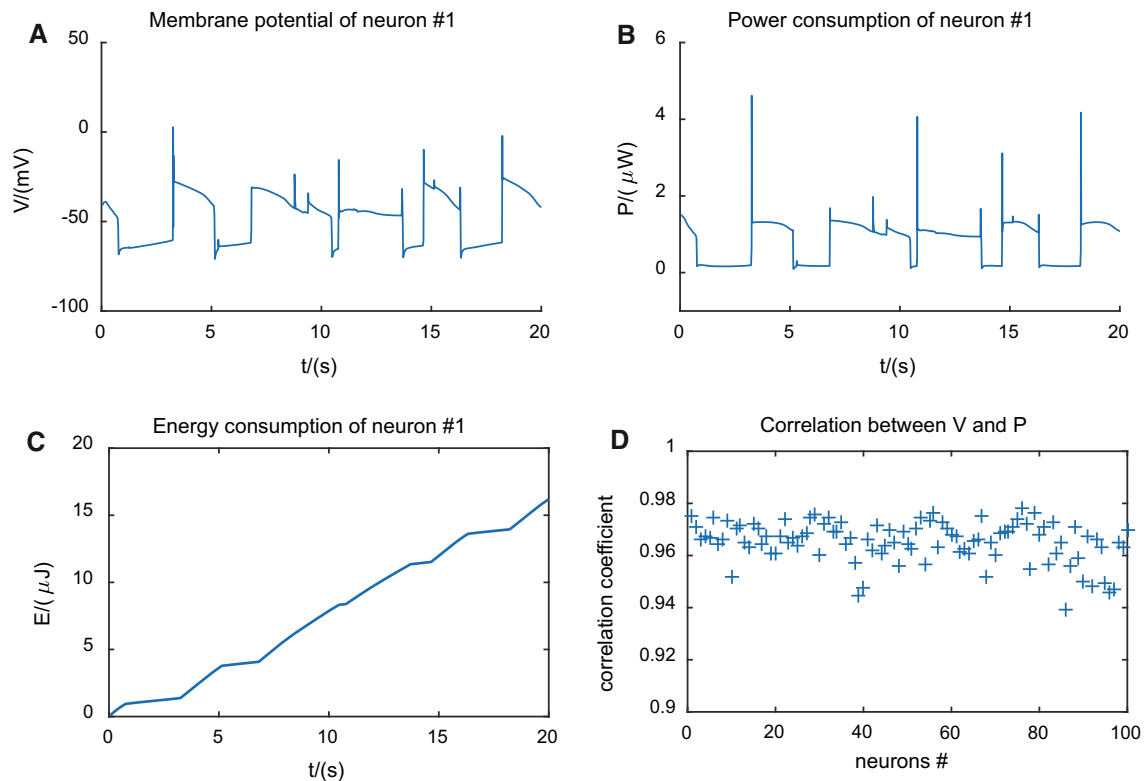 A
Membrane potential of neuron #1
50
0
-50
-100
V/(mV)
0 5 10 15 20
t/(s)
B
Power consumption of neuron #1
6
4
2
0
P/( μW)
0 5 10 15 20
t/(s)
C
Energy consumption of neuron #1
20
15
10
5
0
E/( μJ)
0 5 10 15 20
t/(s)
D
Correlation between V and P
1
0.98
0.96
0.94
0.92
0.9
correlation coefficient
0 20 40 60 80 100
neurons #